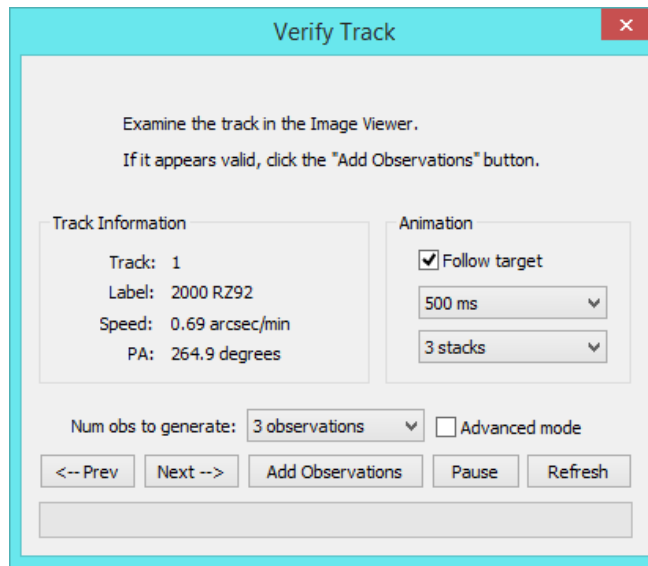 Verify Track
Examine the track in the Image Viewer.
If it appears valid, click the "Add Observations" button.
Track Information
Track: 1
Label: 2000 RZ92
Speed: 0.69 arcsec/min
PA: 264.9 degrees
Animation
Follow target
500 ms
3 stacks
Num obs to generate: 3 observations Advanced mode
<-- Prev Next --> Add Observations Pause Refresh